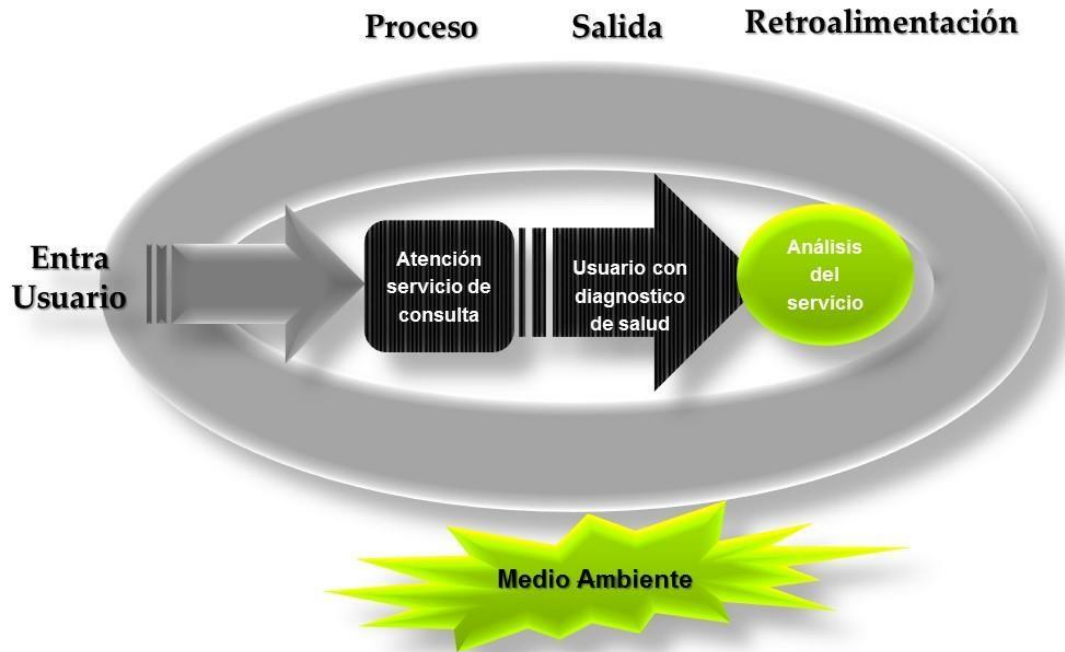 Proceso
Salida
Retroalimentación
Entra
Usuario
Atención
servicio de
consulta
Usuario con
diagnostico
de salud
Análisis
del
servicio
Medio Ambiente